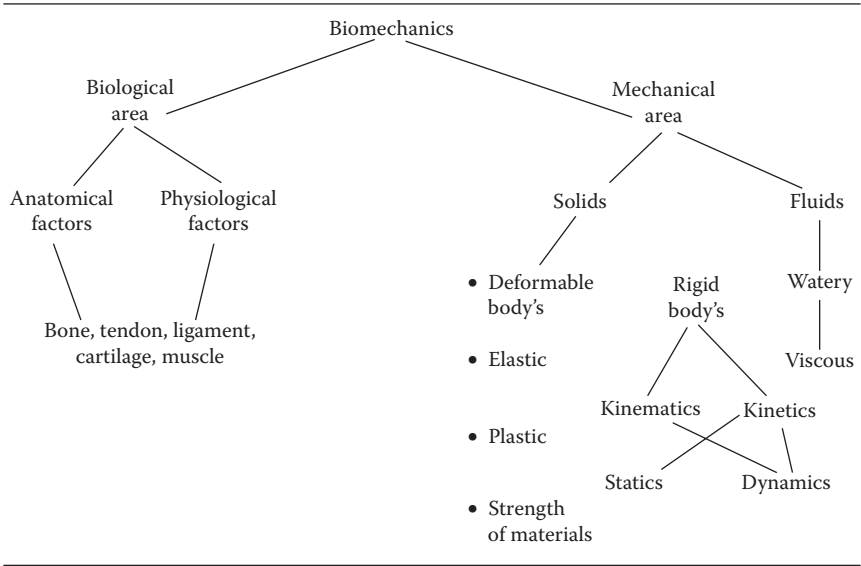 Biomechanics
Biological
area
Mechanical
area
Anatomical
factors
Physiological
factors
Solids
Fluids
• Deformable
body's
Rigid
body's
Watery
Bone, tendon, ligament,
cartilage, muscle
• Elastic
Viscous
Kinematics
Kinetics
• Plastic
Statics
Dynamics
• Strength
of materials